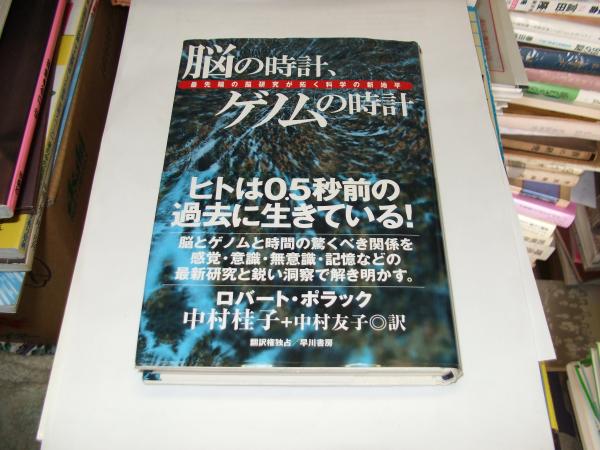 脳の時計、
最先端の脳研究が拓く科学の新地平
ゲノムの時計
ヒトは0.5秒前の
過去に生きている!
脳とゲノムと時間の驚くべき関係を
感覚・意識・無意識・記憶などの
最新研究と鋭い洞察で解き明かす。
ロバート・ポラック
中村桂子+中村友子◎訳
翻訳権独占/早川書房